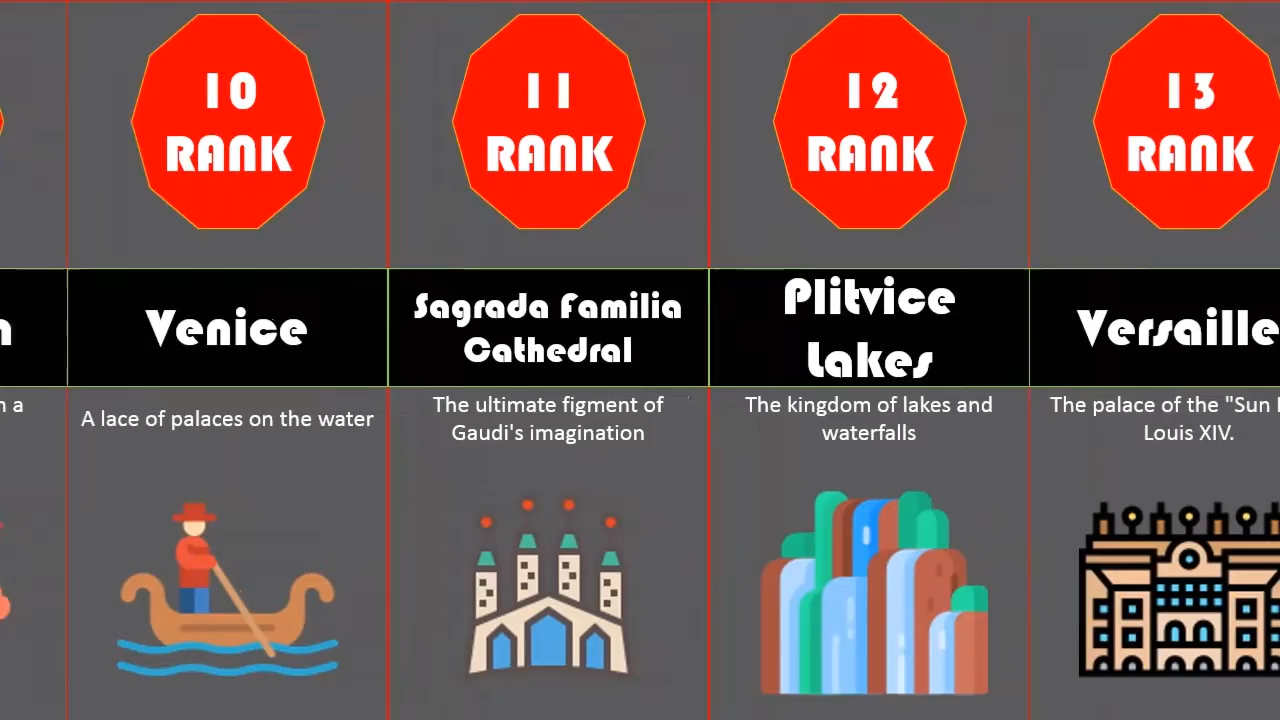 10
RANK
11
RANK
12
RANK
13
RANK
Venice
Sagrada Familia
Cathedral
Plitvice
Lakes
Versaille
A lace of palaces on the water
The ultimate figment of
Gaudi's imagination
The kingdom of lakes and
waterfalls
The palace of the "Sun
Louis XIV.